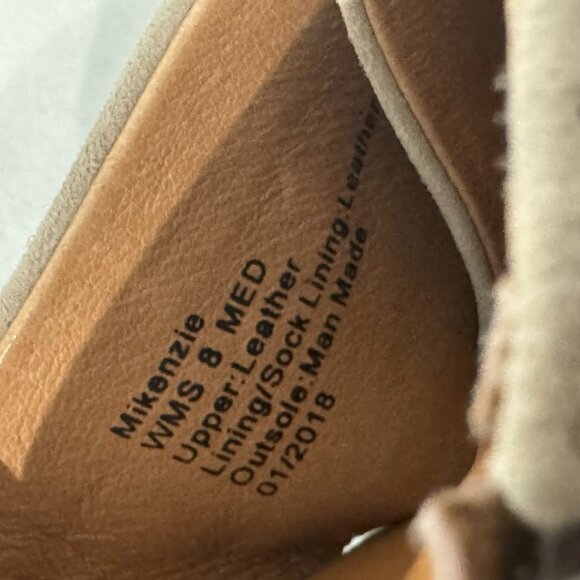 Mikenzie
WMS 8 MED
Upper:Leather
Lining/Sock Lining:Leather
Outsole:Man Made
01/2018